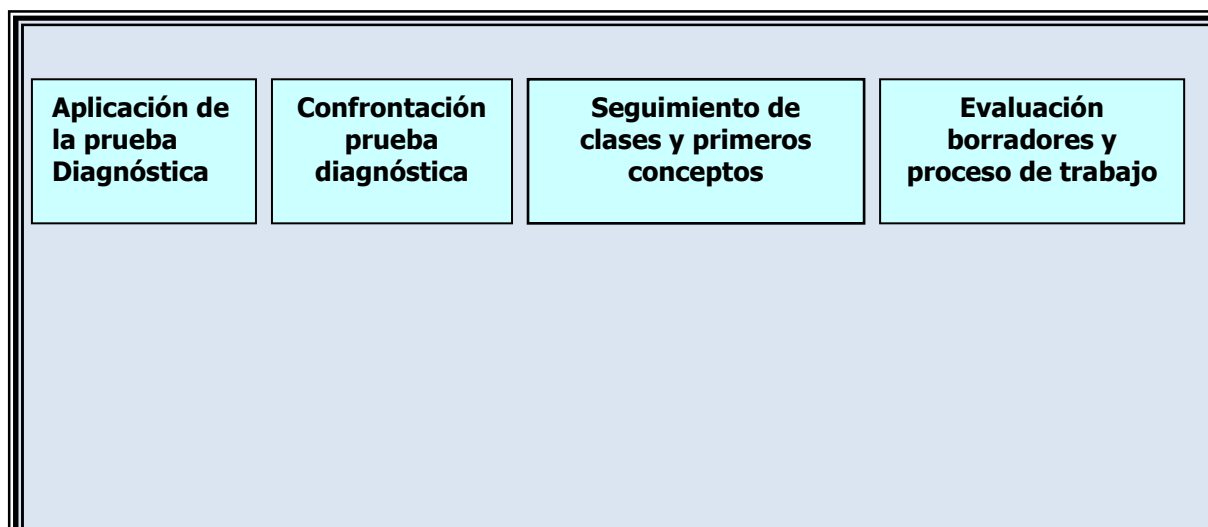 Aplicación de
la prueba
Diagnóstica
Confrontación
prueba
diagnóstica
Seguimiento de
clases y primeros
conceptos
Evaluación
borradores y
proceso de trabajo